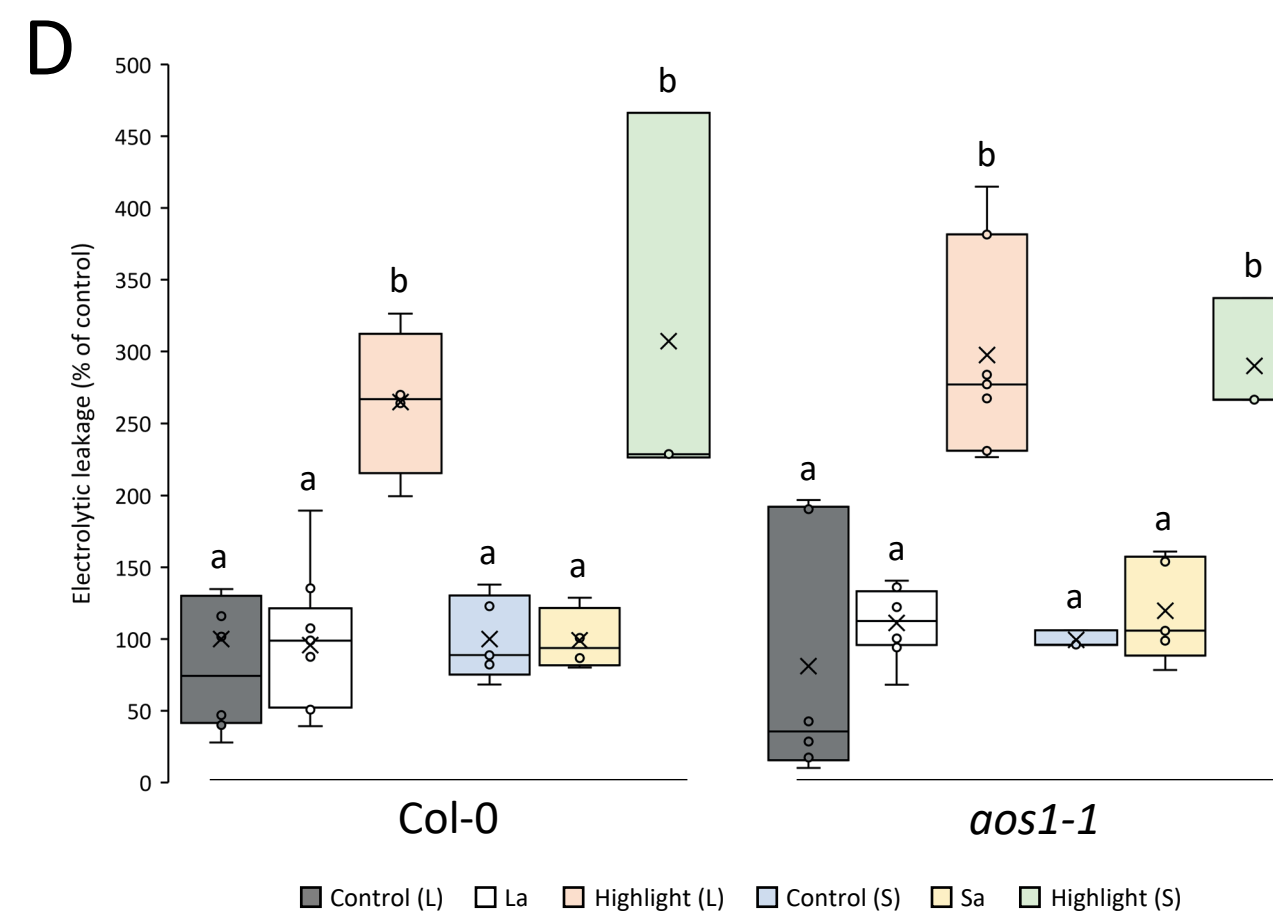 D
Electrolytic leakage (% of control)
500
450
400
350
300
250
200
150
100
50
0
a
a
b
a
a
b
a
a
b
a
a
b
Col-0
aos1-1
Control (L) La Highlight (L) Control (S) Sa Highlight (S)